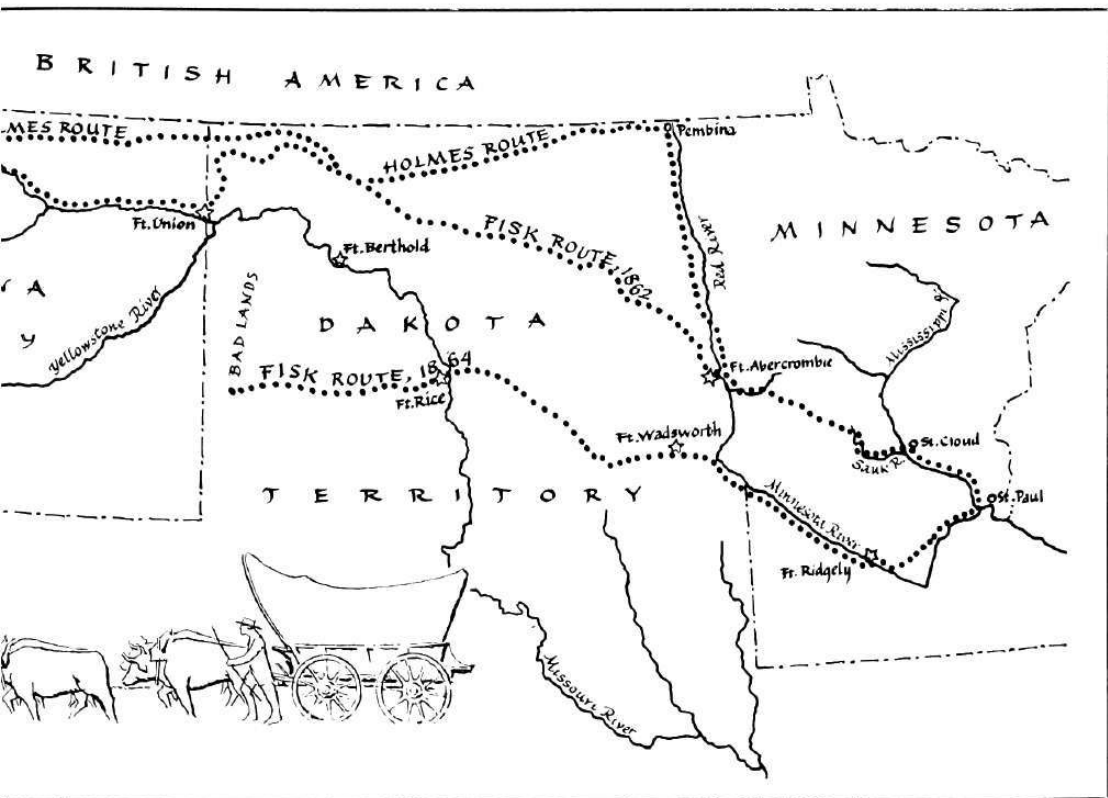 BRITISH AMERICA
MES ROUTE
HOLMES ROUTE
Pembina
Ft. Union
FISK ROUTE, 1862
Red River
MINNESOTA
Ft. Berthold
A
Y
Yellowstone River
BADLANDS
DAKOTA
Mississippi R.
FISK ROUTE, 1864
Ft. Rice
Ft. Abercrombie
Ft. Wadsworth
St. Cloud
Sauk R.
TERRITORY
Minnesota River
St. Paul
Ft. Ridgely
Missouri River